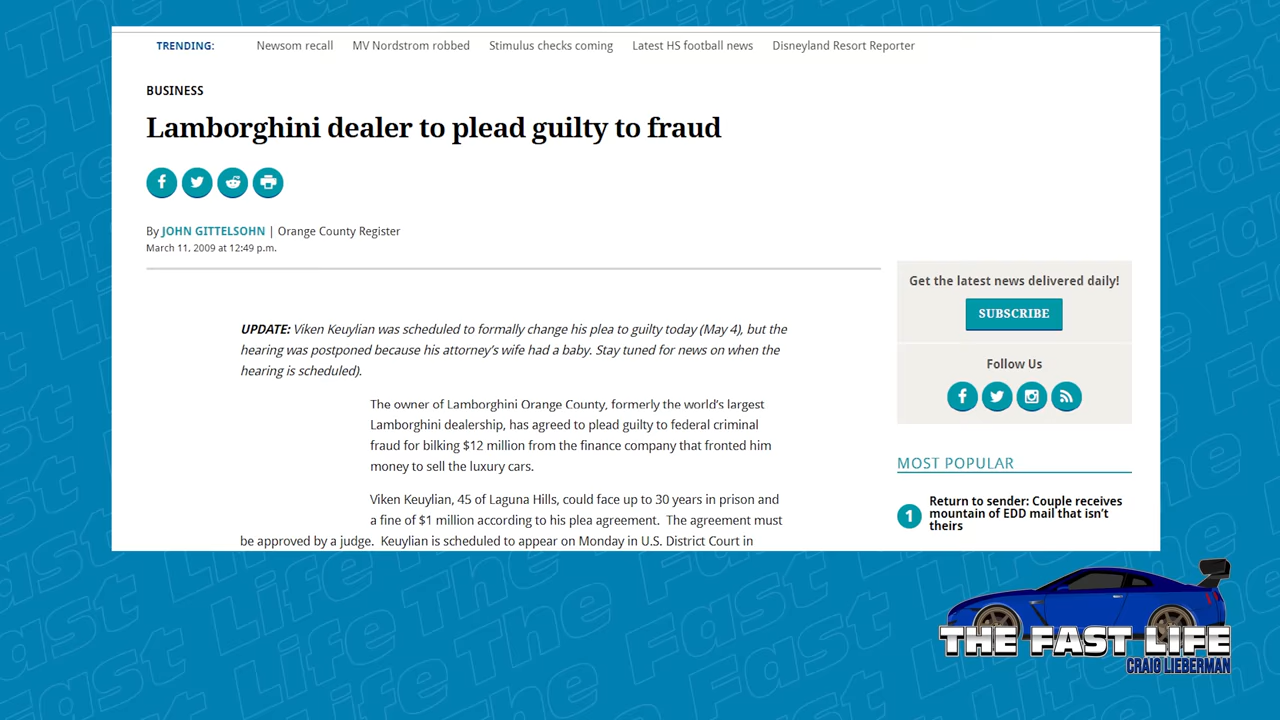 TRENDING: Newsom recall MV Nordstrom robbed Stimulus checks coming Latest HS football news Disneyland Resort Reporter
BUSINESS
Lamborghini dealer to plead guilty to fraud
By JOHN GITTELSOHN | Orange County Register
March 11, 2009 at 12:49 p.m.
UPDATE: Viken Keuylian was scheduled to formally change his plea to guilty today (May 4), but the
hearing was postponed because his attorney's wife had a baby. Stay tuned for news on when the
hearing is scheduled).
The owner of Lamborghini Orange County, formerly the world's largest
Lamborghini dealership, has agreed to plead guilty to federal criminal
fraud for bilking $12 million from the finance company that fronted him
money to sell the luxury cars.
Viken Keuylian, 45 of Laguna Hills, could face up to 30 years in prison and
a fine of $1 million according to his plea agreement. The agreement must
be approved by a judge. Keuylian is scheduled to appear on Monday in U.S. District Court in
Get the latest news delivered daily!
SUBSCRIBE
Follow Us
MOST POPULAR
1 Return to sender: Couple receives
mountain of EDD mail that isn't
theirs
THE FAST LIFE
CRAIG LIEBERMAN